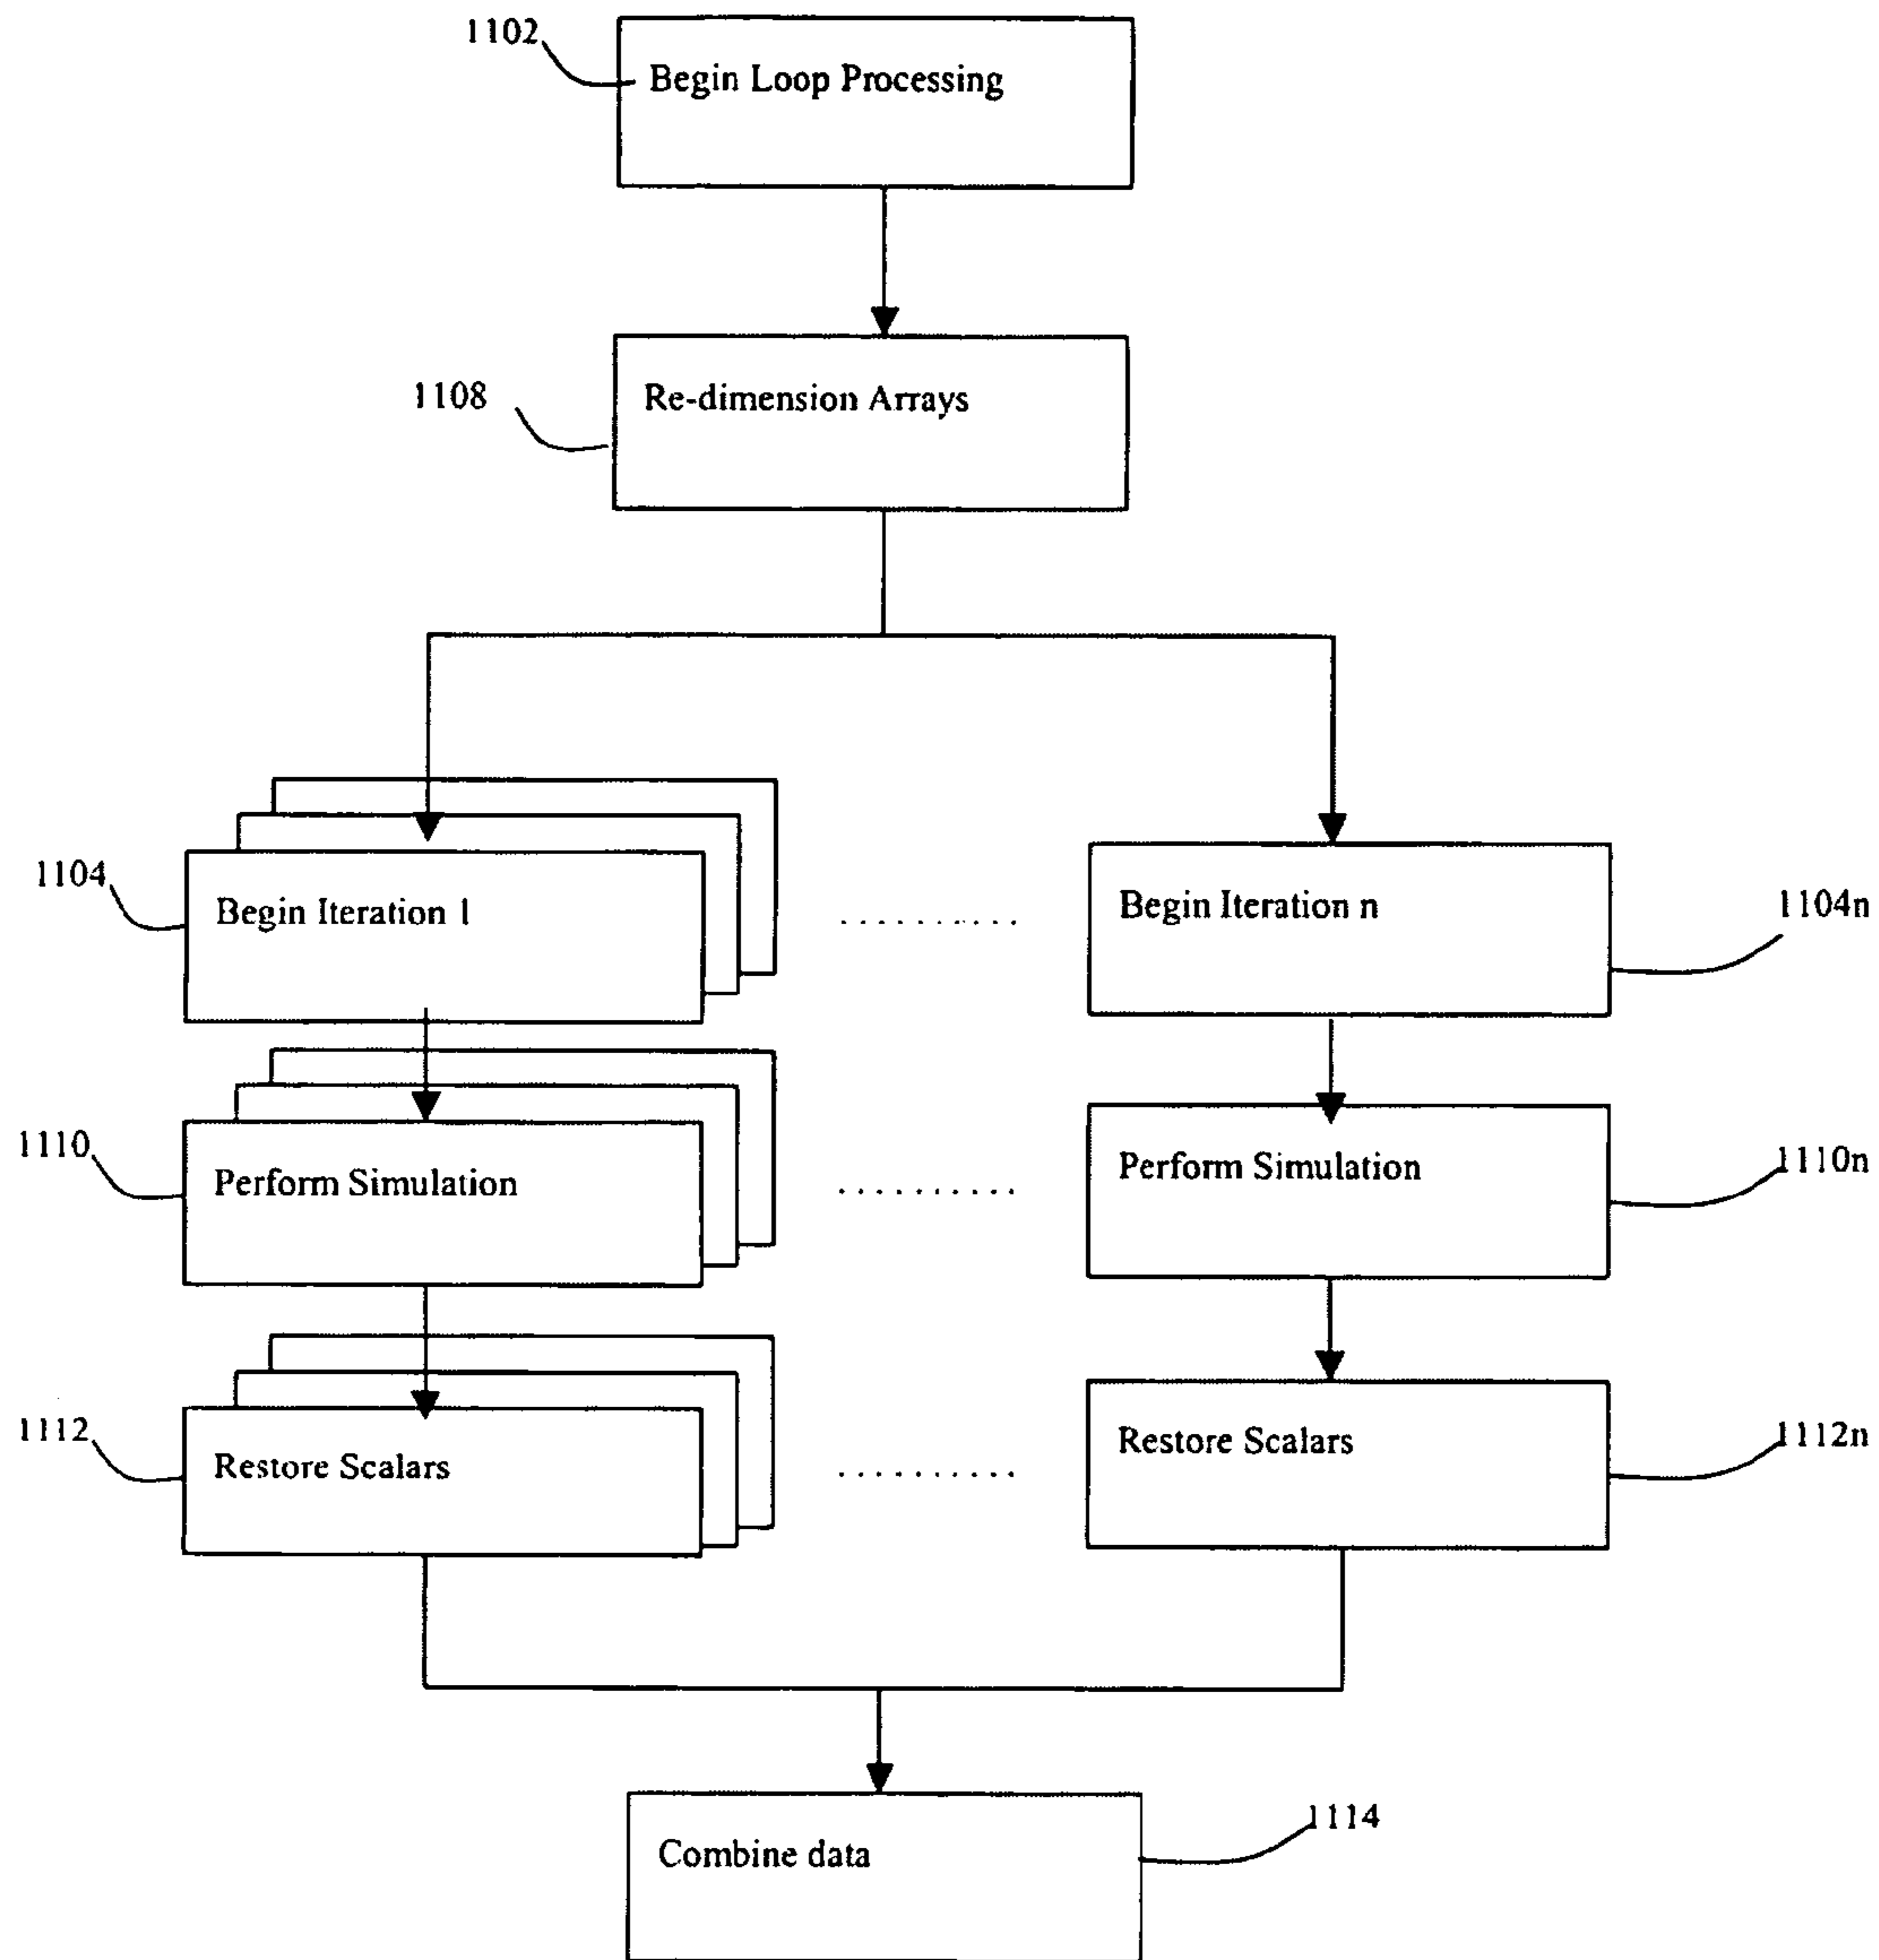 1102
Begin Loop Processing
1108
Re-dimension Arrays
1104
Begin Iteration 1
..........
Begin Iteration n
1104n
1110
Perform Simulation
..........
Perform Simulation
1110n
1112
Restore Scalars
..........
Restore Scalars
1112n
Combine data
1114